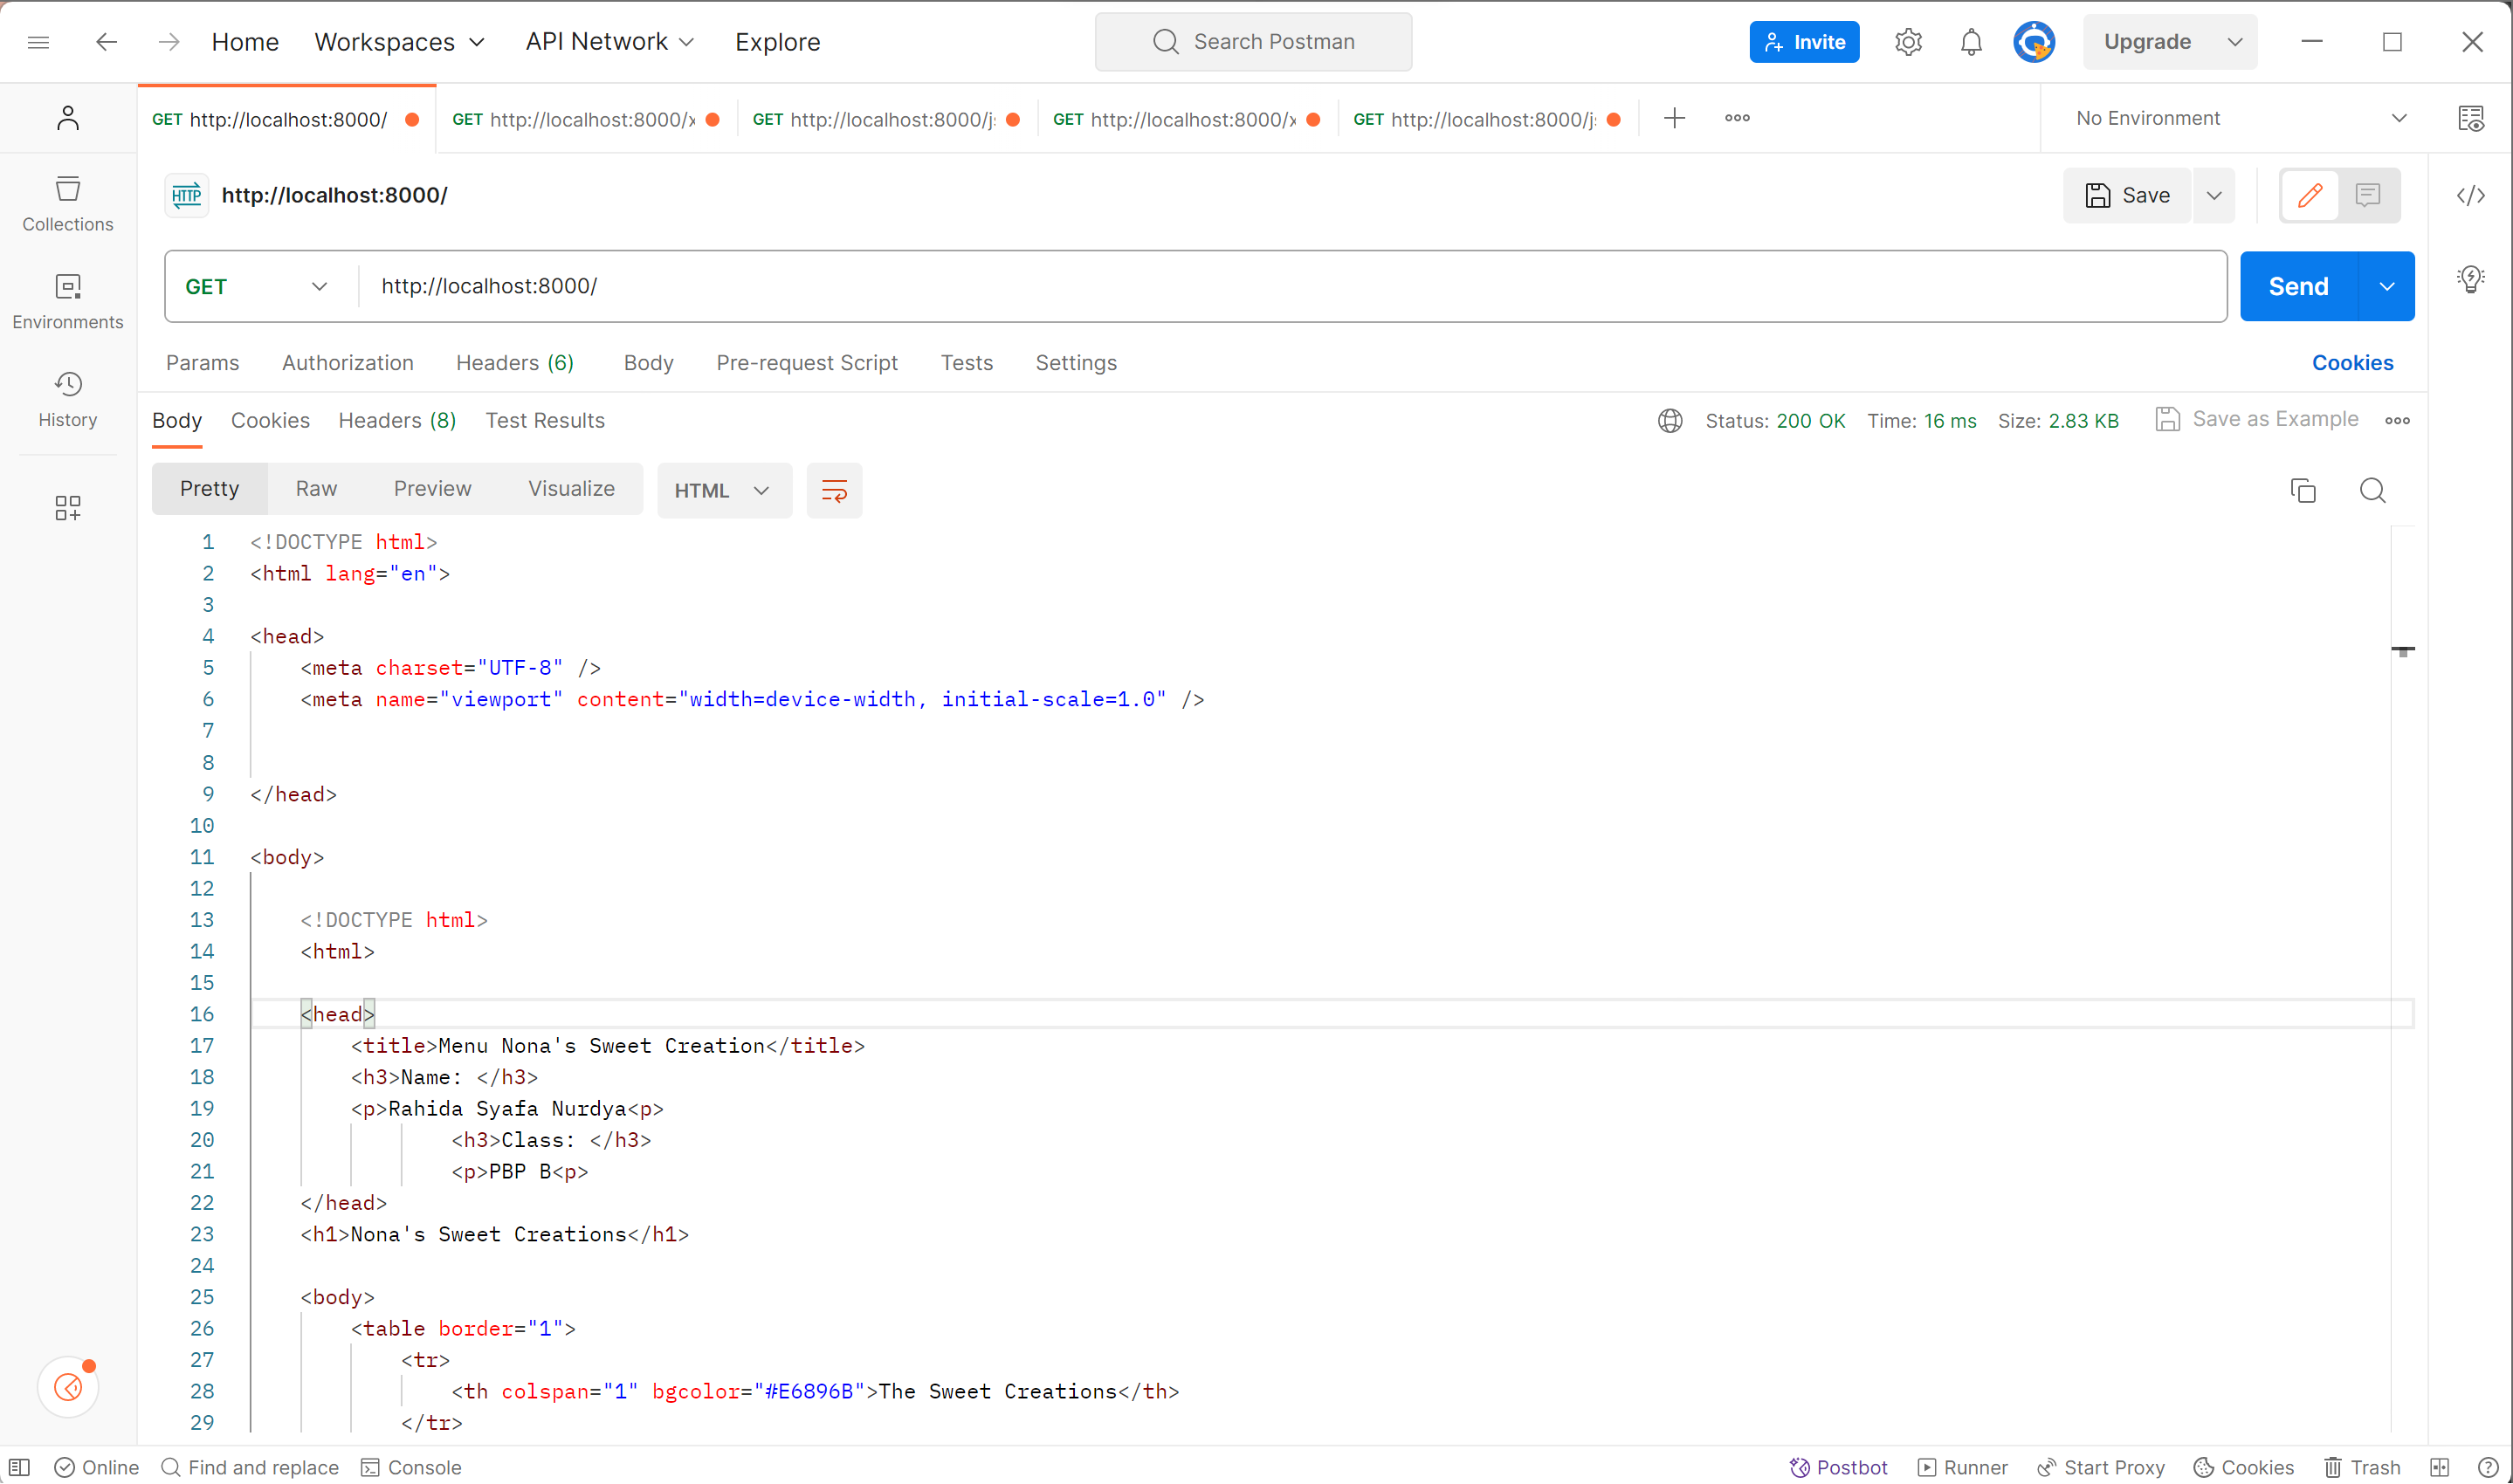 Home Workspaces API Network Explore Search Postman Invite Upgrade
GET http://localhost:8000/ GET http://localhost:8000/x GET http://localhost:8000/j GET http://localhost:8000/x GET http://localhost:8000/j No Environment
HTTP http://localhost:8000/ Save
Collections
GET http://localhost:8000/ Send
Environments
Params Authorization Headers (6) Body Pre-request Script Tests Settings Cookies
History
Body Cookies Headers (8) Test Results Status: 200 OK Time: 16 ms Size: 2.83 KB Save as Example
Pretty Raw Preview Visualize HTML
1 <!DOCTYPE html>
2 <html lang="en">
3
4 <head>
5 <meta charset="UTF-8" />
6 <meta name="viewport" content="width=device-width, initial-scale=1.0" />
7
8
9 </head>
10
11 <body>
12
13 <!DOCTYPE html>
14 <html>
15
16 <head>
17 <title>Menu Nona's Sweet Creation</title>
18 <h3>Name: </h3>
19 <p>Rahida Syafa Nurdya<p>
20 <h3>Class: </h3>
21 <p>PBP B<p>
22 </head>
23 <h1>Nona's Sweet Creations</h1>
24
25 <body>
26 <table border="1">
27 <tr>
28 <th colspan="1" bgcolor="#E6896B">The Sweet Creations</th>
29 </tr>
Online Find and replace Console Postbot Runner Start Proxy Cookies Trash